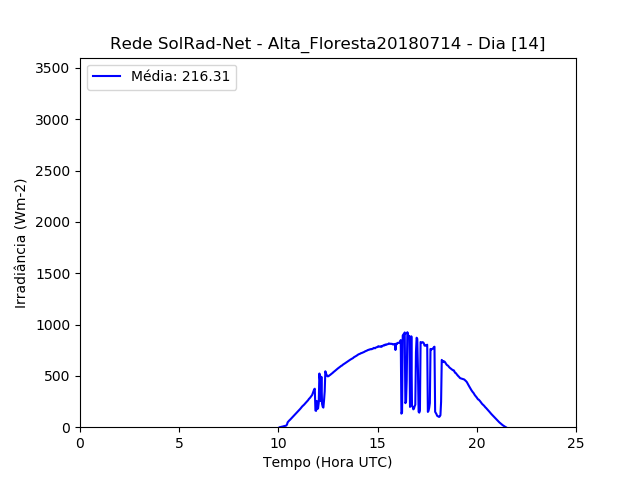 Rede SolRad-Net - Alta_Floresta20180714 - Dia [14]
Média: 216.31
3500
3000
2500
2000
1500
1000
500
0
Irradiância (Wm-2)
0 5 10 15 20 25
Tempo (Hora UTC)